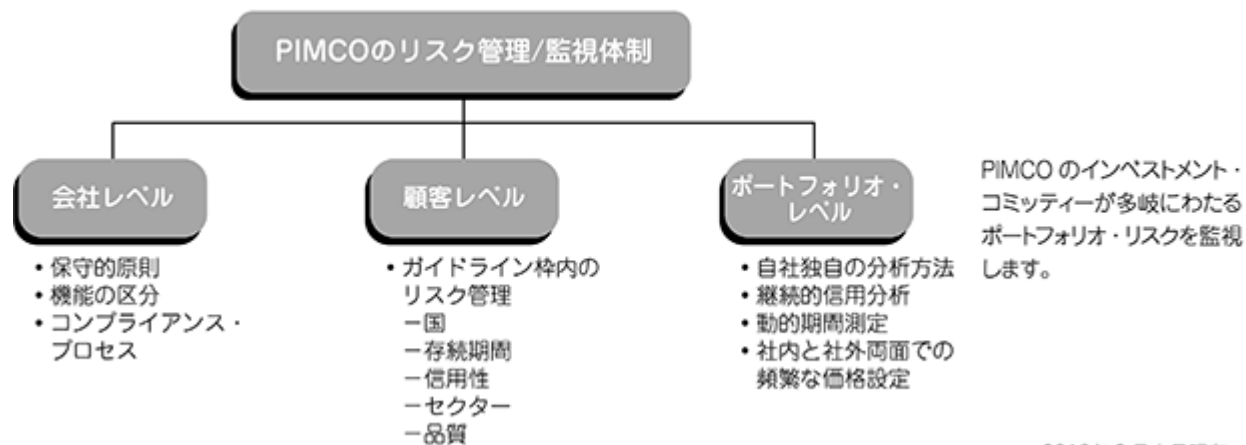 PIMCOのリスク管理/監視体制
会社レベル
・保守的原則
・機能の区分
・コンプライアンス・
プロセス
顧客レベル
・ガイドライン枠内の
リスク管理
－国
－存続期間
－信用性
－セクター
－品質
ポートフォリオ・
レベル
・自社独自の分析方法
・継続的信用分析
・動的期間測定
・社内と社外両面での
頻繁な価格設定
PIMCO のインベストメント・
コミッティーが多岐にわたる
ポートフォリオ・リスクを監視
します。